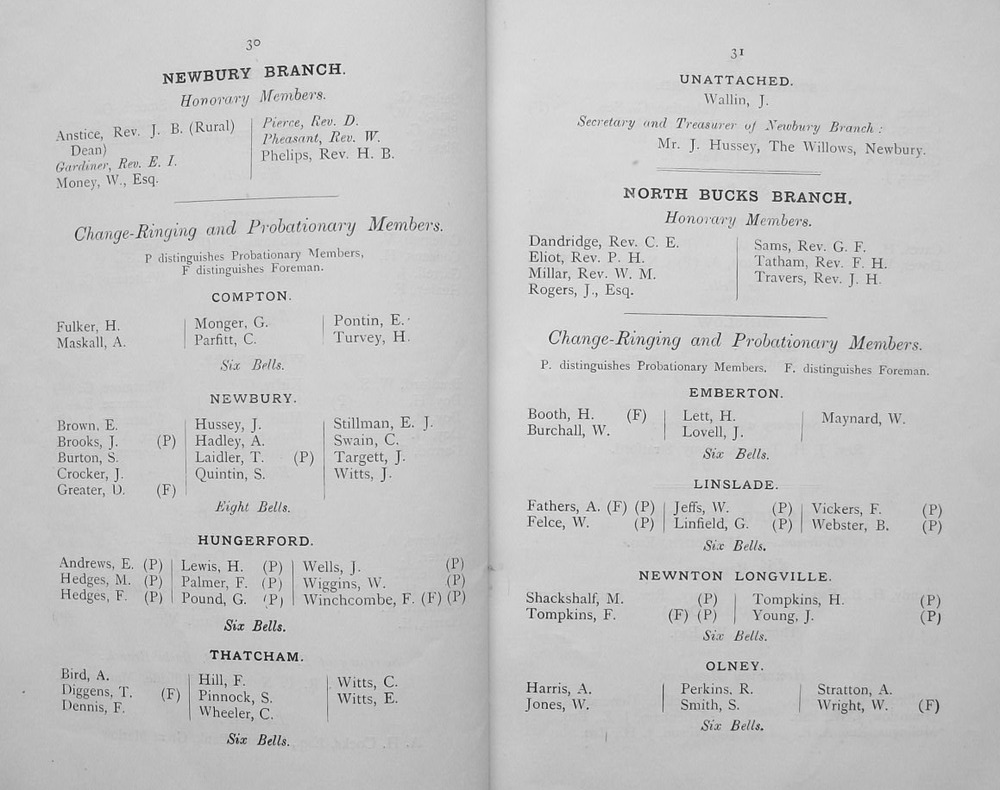 30
NEWBURY BRANCH.
Honorary Members.
Anstice, Rev. J. B. (Rural)
Dean)
Gardiner, Rev. E. I.
Money, W., Esq.
Pierce, Rev. D.
Pheasant, Rev. W.
Phelips, Rev. H. B.
Change-Ringing and Probationary Members.
P distinguishes Probationary Members,
F distinguishes Foreman.
COMPTON.
Fulker, H.
Maskall, A.
Monger, G.
Parfitt, C.
Pontin, E.
Turvey, H.
Six Bells.
NEWBURY.
Brown, E.
Brooks, J. (P)
Burton, S.
Crocker, J.
Greater, D. (F)
Hussey, J.
Hadley, A.
Laidler, T. (P)
Quintin, S.
Stillman, E. J.
Swain, C.
Targett, J.
Witts, J.
Eight Bells.
HUNGERFORD.
Andrews, E. (P)
Hedges, M. (P)
Hedges, F. (P)
Lewis, H. (P)
Palmer, F. (P)
Pound, G. (P)
Wells, J. (P)
Wiggins, W. (P)
Winchcombe, F. (F) (P)
Six Bells.
THATCHAM.
Bird, A.
Diggens, T. (F)
Dennis, F.
Hill, F.
Pinnock, S.
Wheeler, C.
Witts, C.
Witts, E.
Six Bells.
31
UNATTACHED.
Wallin, J.
Secretary and Treasurer of Newbury Branch :
Mr. J. Hussey, The Willows, Newbury.
NORTH BUCKS BRANCH,
Honorary Members.
Dandridge, Rev. C. E.
Eliot, Rev. P. H.
Millar, Rev. W. M.
Rogers, J., Esq.
Sams, Rev. G. F.
Tatham, Rev. F. H.
Travers, Rev. J. H.
Change-Ringing and Probationary Members.
P. distinguishes Probationary Members. F. distinguishes Foreman.
EMBERTON.
Booth, H. (F)
Burchall, W.
Lett, H.
Lovell, J.
Maynard, W.
Six Bells.
LINSLADE.
Fathers, A. (F) (P)
Felce, W. (P)
Jeffs, W. (P)
Linfield, G. (P)
Vickers, F. (P)
Webster, B. (P)
Six Bells.
NEWNTON LONGVILLE.
Shackshalf, M. (P)
Tompkins, F. (F) (P)
Tompkins, H. (P)
Young, J. (P)
Six Bells.
OLNEY.
Harris, A.
Jones, W.
Perkins, R.
Smith, S.
Stratton, A.
Wright, W. (F)
Six Bells.